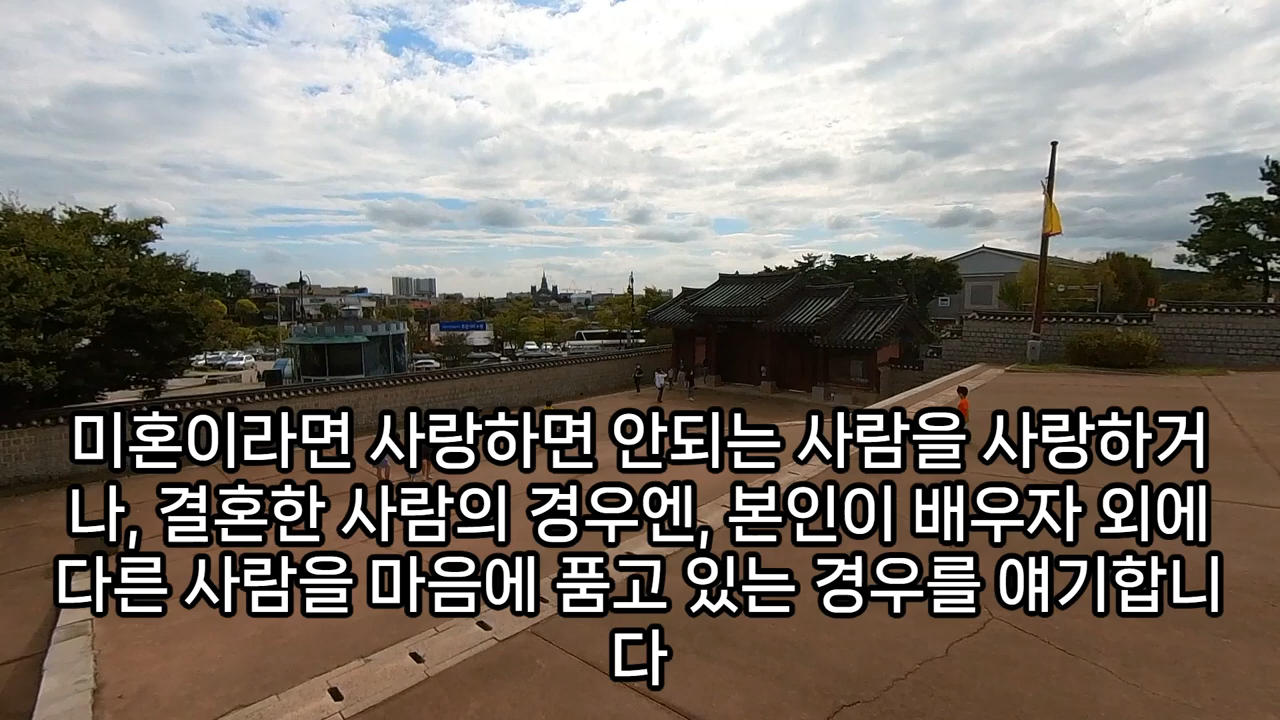 미혼이라면 사랑하면 안되는 사람을 사랑하거
나, 결혼한 사람의 경우엔, 본인이 배우자 외에
다른 사람을 마음에 품고 있는 경우를 얘기합니
다